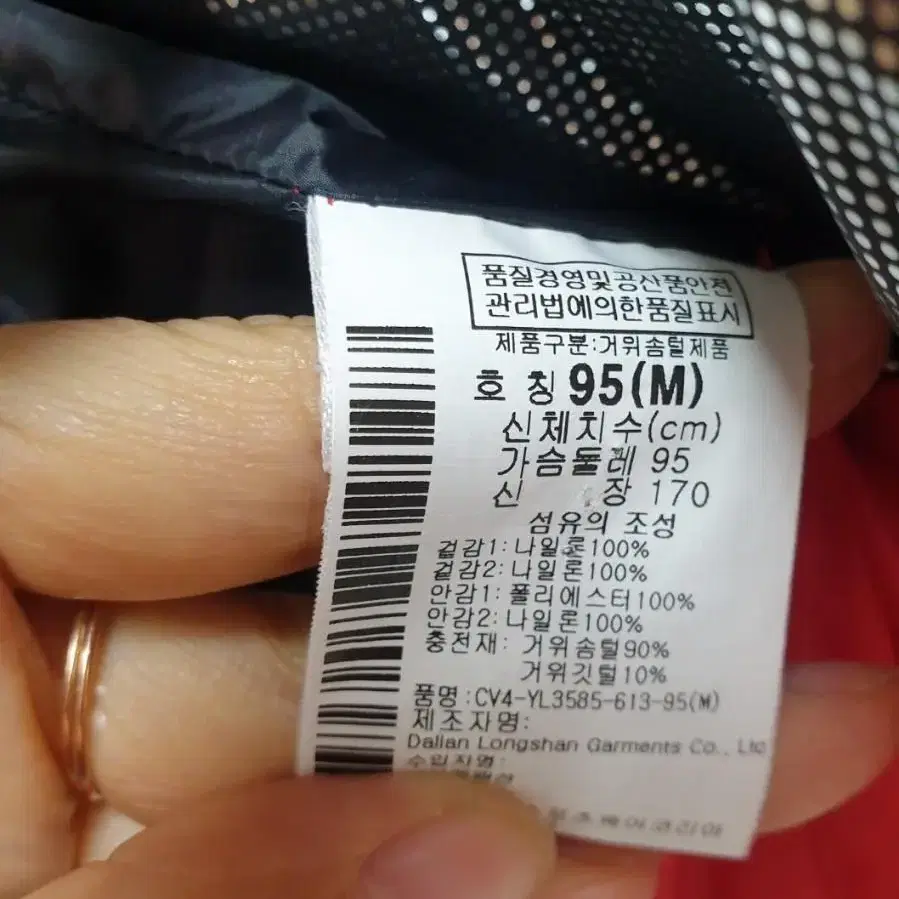 품질경영및공산품안전
관리법에의한품질표시
제품구분:거위솜털제품
호 칭 95(M)
신체치수(cm)
가슴둘레 95
신 장 170
섬유의 조성
겉감1: 나일론100%
겉감2: 나일론100%
안감1: 폴리에스터100%
안감2: 나일론100%
충전재: 거위솜털90%
거위깃털10%
품명:CV4-YL3585-613-95(M)
제조자명:
Dalian Longshan Garments Co., Ltd
수입자명: